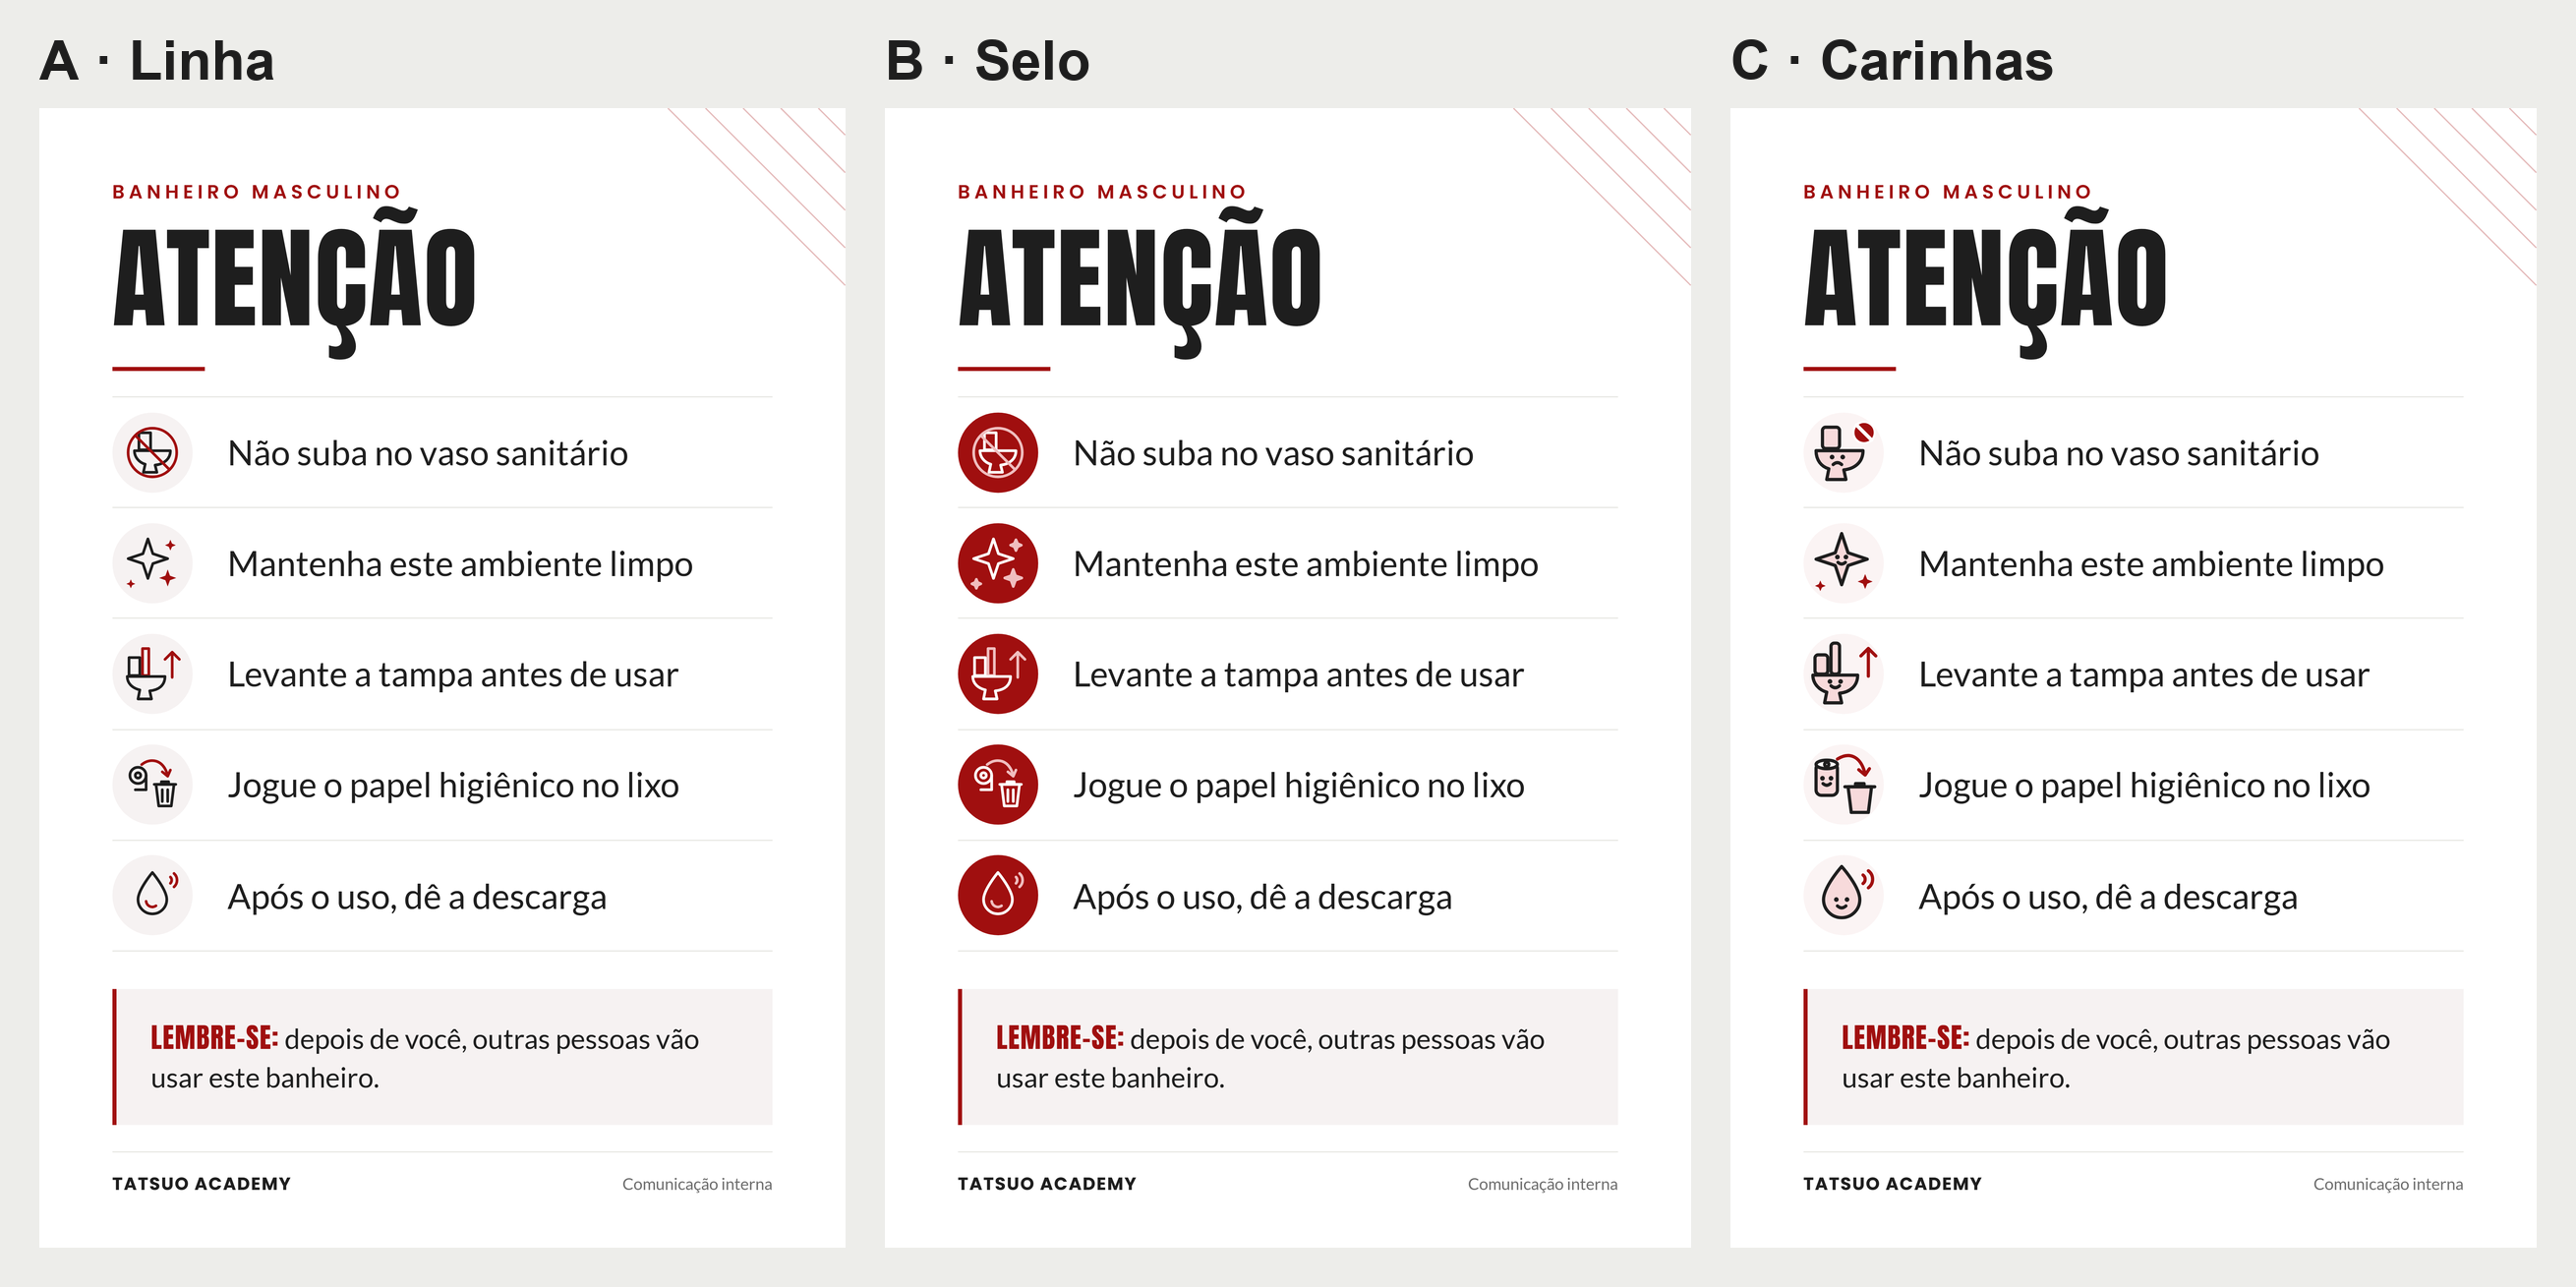 A · Linha
BANHEIRO MASCULINO
ATENÇÃO
Não suba no vaso sanitário
Mantenha este ambiente limpo
Levante a tampa antes de usar
Jogue o papel higiênico no lixo
Após o uso, dê a descarga
LEMBRE-SE: depois de você, outras pessoas vão
usar este banheiro.
TATSUO ACADEMY
Comunicação interna
B · Selo
BANHEIRO MASCULINO
ATENÇÃO
Não suba no vaso sanitário
Mantenha este ambiente limpo
Levante a tampa antes de usar
Jogue o papel higiênico no lixo
Após o uso, dê a descarga
LEMBRE-SE: depois de você, outras pessoas vão
usar este banheiro.
TATSUO ACADEMY
Comunicação interna
C · Carinhas
BANHEIRO MASCULINO
ATENÇÃO
Não suba no vaso sanitário
Mantenha este ambiente limpo
Levante a tampa antes de usar
Jogue o papel higiênico no lixo
Após o uso, dê a descarga
LEMBRE-SE: depois de você, outras pessoas vão
usar este banheiro.
TATSUO ACADEMY
Comunicação interna